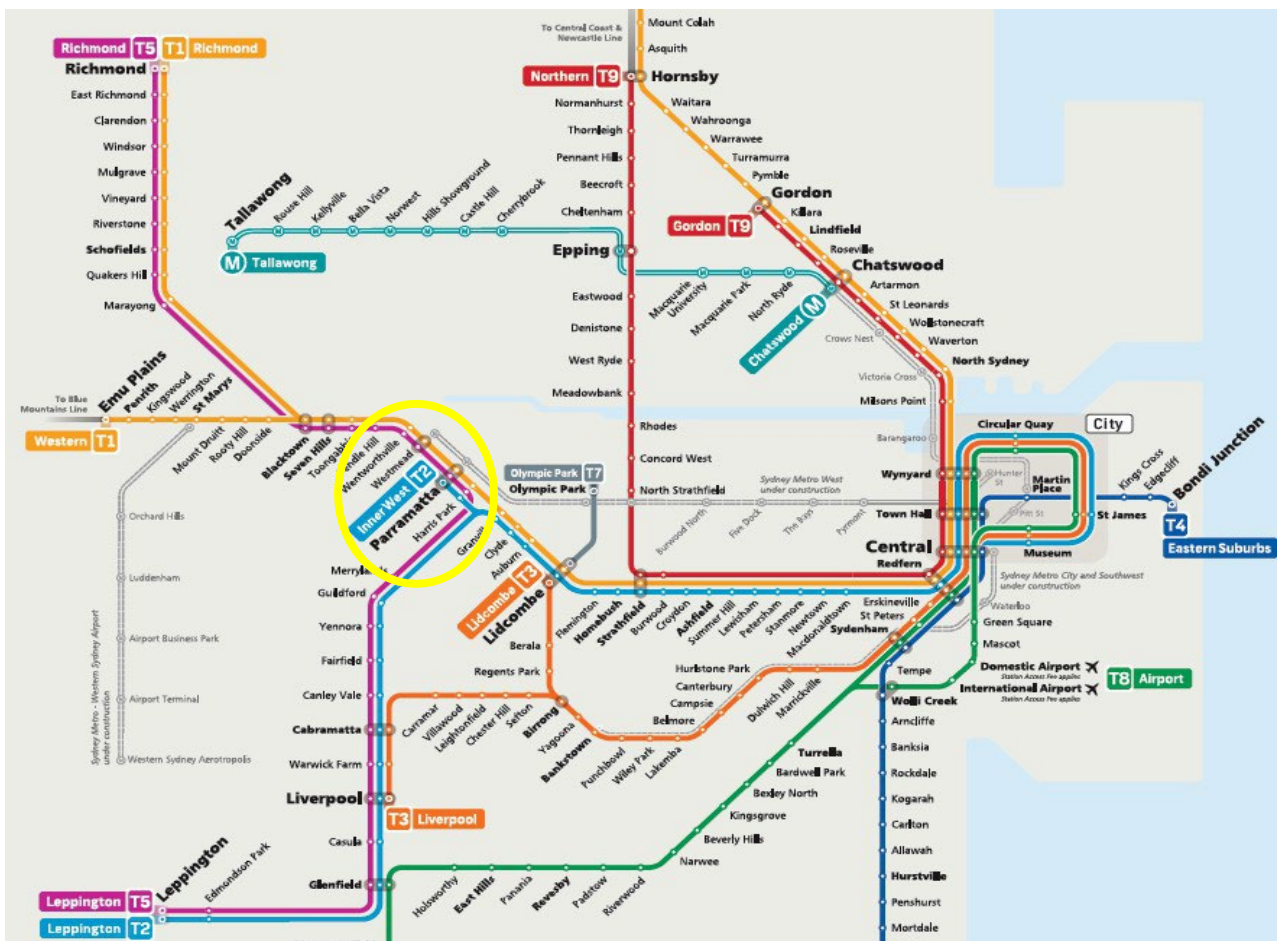 Richmond T5
T1 Richmond
Richmond
East Richmond
Clarendon
Windsor
Mulgrave
Vineyard
Riverstone
Schofields
Quakers Hill
Marayong
To Central Coast &
Newcastle Line
Mount Colah
Asquith
Northern T9
Hornsby
Normanhurst
Thornleigh
Pennant Hills
Beecroft
Cheltenham
Epping
Eastwood
Denistone
West Ryde
Meadowbank
Rhodes
Concord West
North Strathfield
Waitara
Wahroonga
Warrawee
Turramurra
Pymble
Gordon
Gordon T9
Killara
Lindfield
Roseville
Chatswood
Artarmon
St Leonards
Wollstonecraft
Waverton
North Sydney
Milsons Point
Tallawong
M Tallawong
Rouse Hill
Kellyville
Bella Vista
Norwest
Hills Showground
Castle Hill
Cherrybrook
Macquarie
University
Macquarie Park
North Ryde
Chatswood M
Crows Nest
Victoria Cross
Barangaroo
To Blue
Mountains Line
Western T1
Emu Plains
Penrith
Kingswood
Werrington
St Marys
Mount Druitt
Rooty Hill
Doonside
Blacktown
Seven Hills
Toongabbie
Pendle Hill
Wentworthville
Westmead
Inner West T2
Parramatta
Harris Park
Granville
Clyde
Auburn
Lidcombe T3
Lidcombe
Olympic Park T7
Olympic Park
Sydney Metro West
under construction
Burwood North
Five Dock
The Bays
Pyrmont
Flemington
Homebush
Strathfield
Burwood
Croydon
Ashfield
Summer Hill
Lewisham
Petersham
Stanmore
Newtown
Macdonaldtown
Circular Quay
City
Wynyard
Hunter
St
Martin
Place
Pitt St
Town Hall
St James
Central
Museum
Redfern
Kings Cross
Edgecliff
Bondi Junction
T4
Eastern Suburbs
Sydney Metro City and Southwest
under construction
Waterloo
Erskineville
St Peters
Sydenham
Green Square
Mascot
Domestic Airport
Station Access Fee applies
International Airport
Station Access Fee applies
T8 Airport
Tempe
Wolli Creek
Arncliffe
Banksia
Rockdale
Kogarah
Carlton
Allawah
Hurstville
Penshurst
Mortdale
Orchard Hills
Luddenham
Airport Business Park
Airport Terminal
Western Sydney Aerotropolis
Sydney Metro - Western Sydney Airport
under construction
Merrylands
Guildford
Yennora
Fairfield
Canley Vale
Cabramatta
Warwick Farm
Liverpool
T3 Liverpool
Casula
Glenfield
Leppington
Edmondson Park
Leppington T5
Leppington T2
Berala
Regents Park
Birrong
Carramar
Villawood
Leightonfield
Chester Hill
Sefton
Yagoona
Bankstown
Punchbowl
Wiley Park
Lakemba
Belmore
Campsie
Canterbury
Hurlstone Park
Dulwich Hill
Marrickville
Turrella
Bardwell Park
Bexley North
Kingsgrove
Beverly Hills
Narwee
Riverwood
Padstow
Revesby
Panania
East Hills
Holsworthy